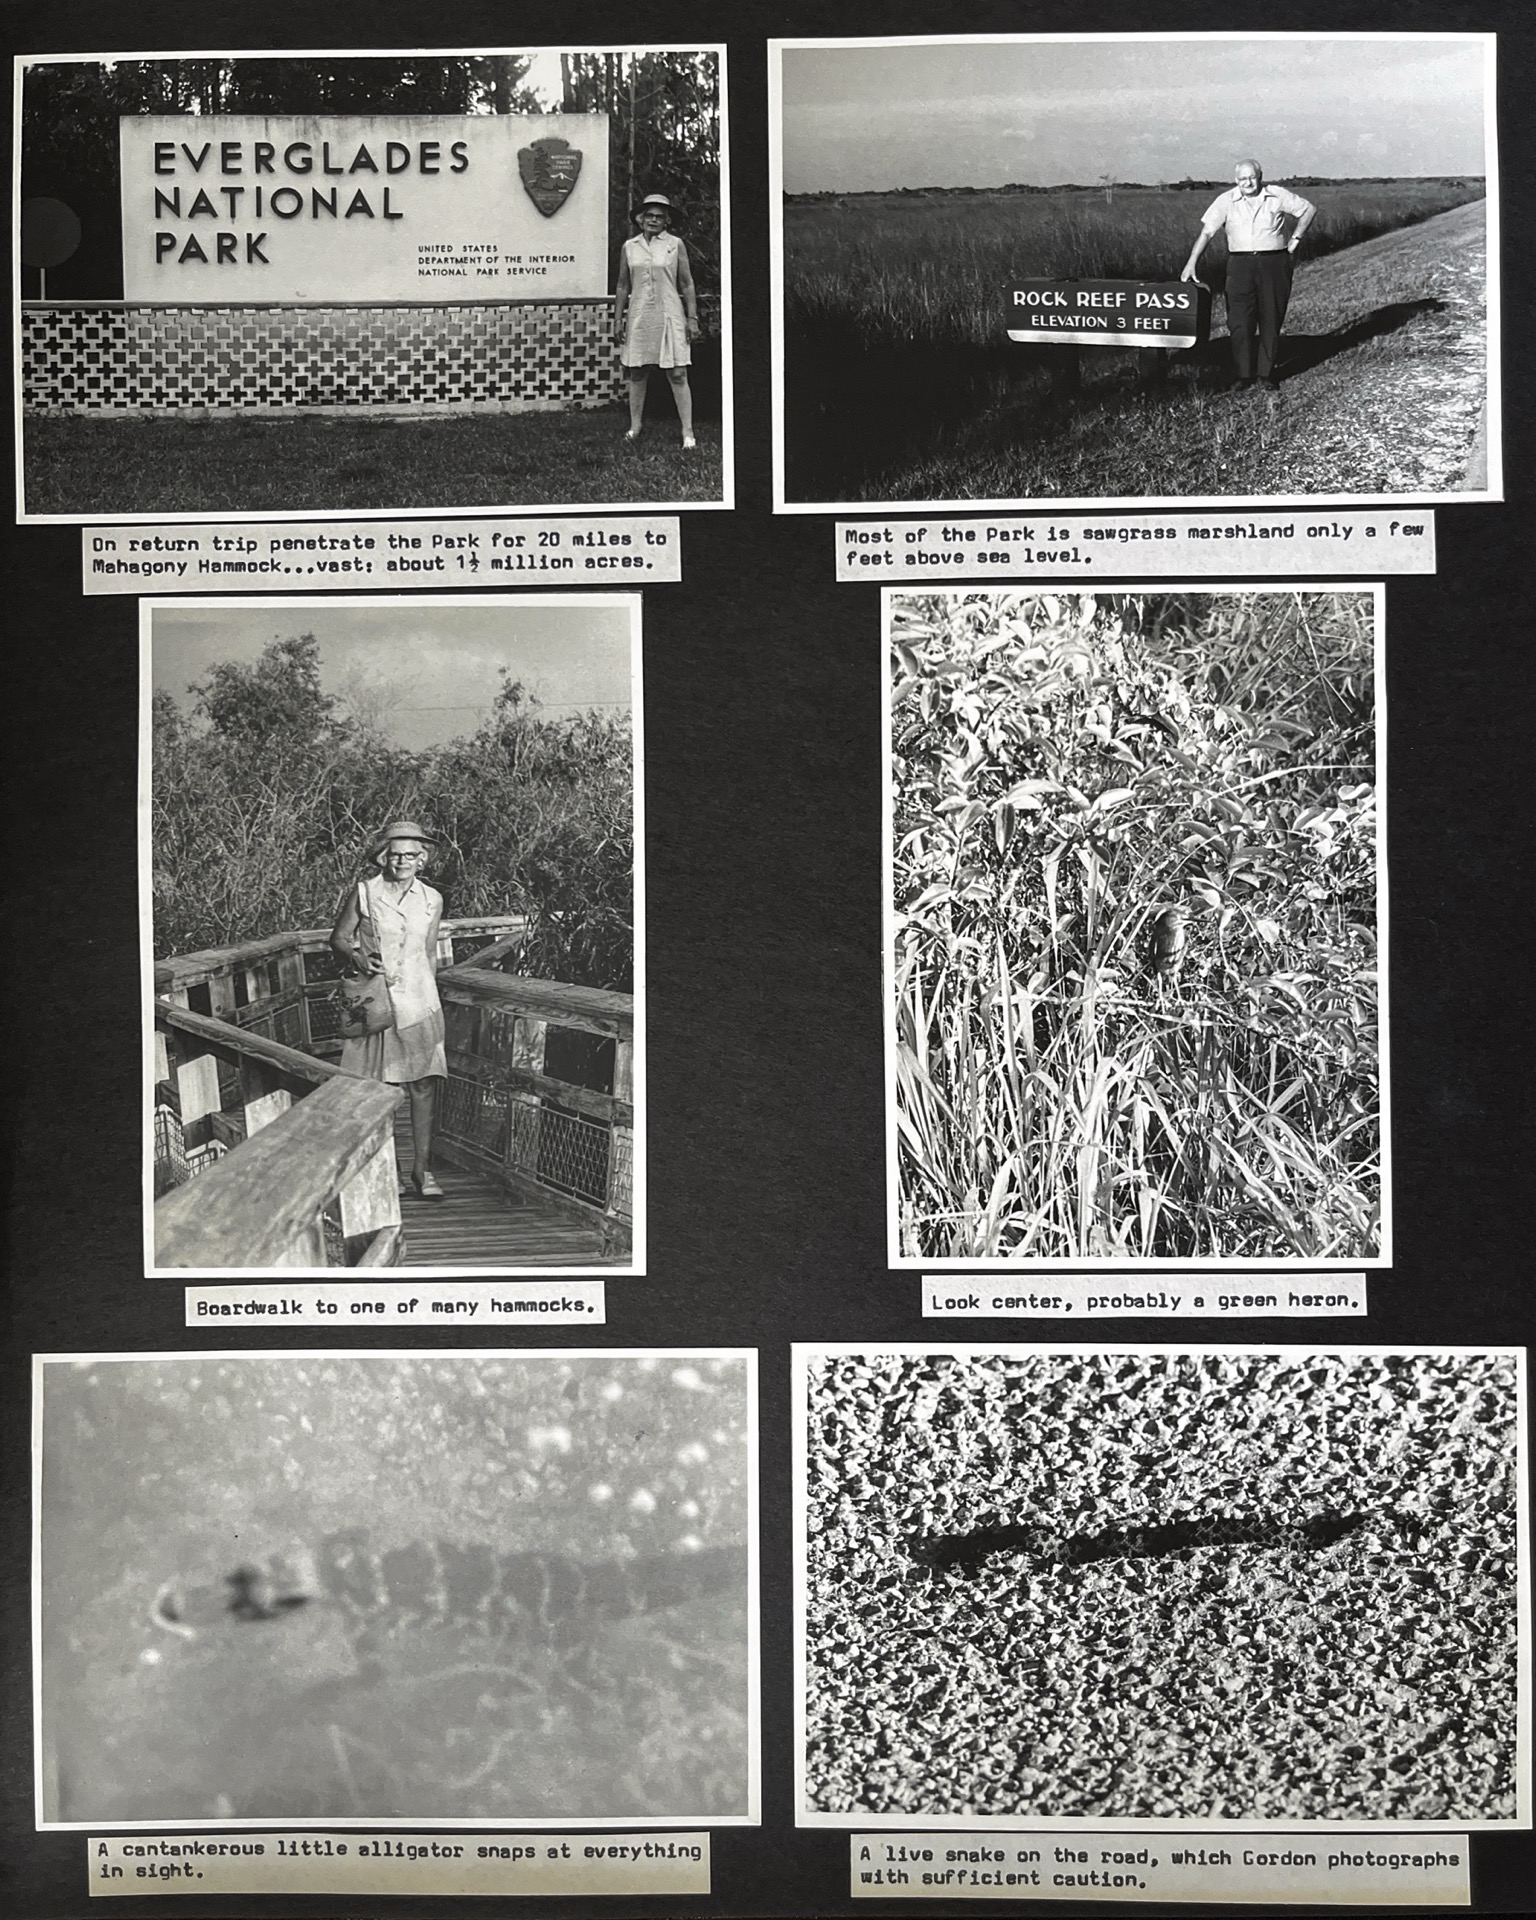 EVERGLADES
NATIONAL
PARK
NATIONAL
PARK
SERVICE
UNITED STATES
DEPARTMENT OF THE INTERIOR
NATIONAL PARK SERVICE
ROCK REEF PASS
ELEVATION 3 FEET
On return trip penetrate the Park for 20 miles to
Mahagony Hammock...vast: about 1½ million acres.
Most of the Park is sawgrass marshland only a few
feet above sea level.
Boardwalk to one of many hammocks.
Look center, probably a green heron.
A cantankerous little alligator snaps at everything
in sight.
A live snake on the road, which Gordon photographs
with sufficient caution.